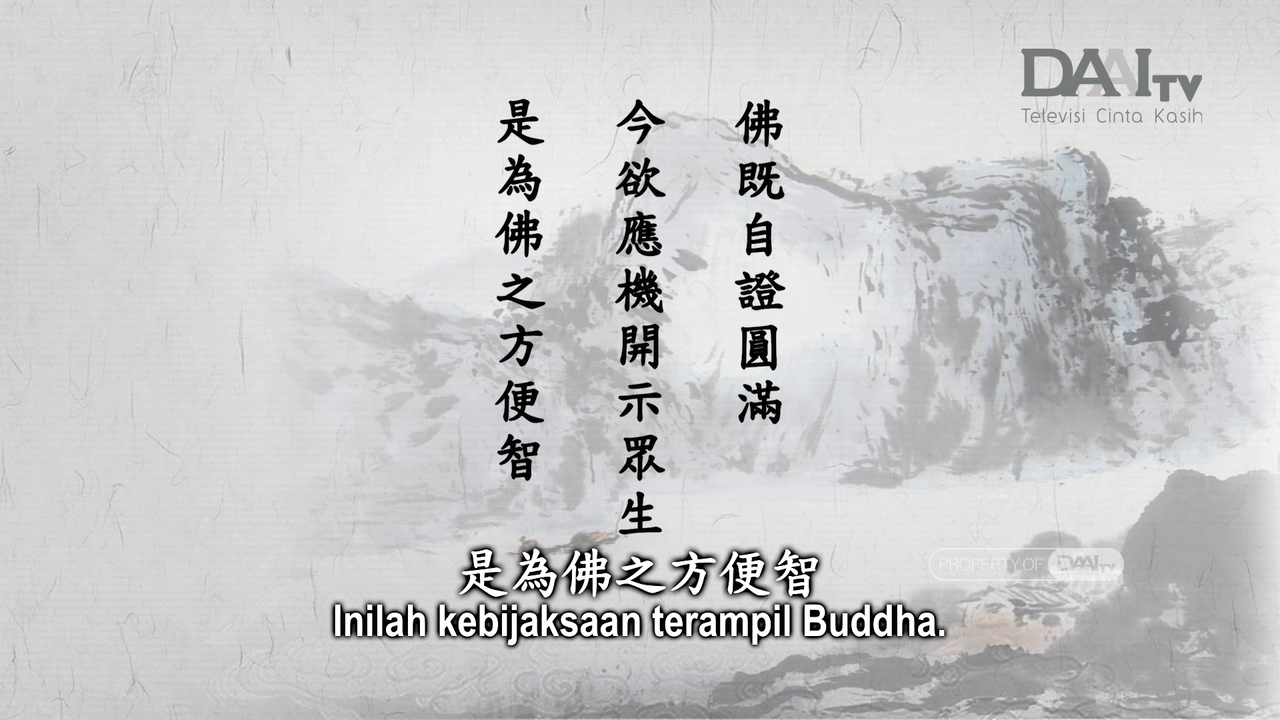 DAAI TV
Televisi Cinta Kasih
佛既自證圓滿
今欲應機開示眾生
是為佛之方便智
PROPERTY OF DAAI TV
是為佛之方便智
Inilah kebijaksaan terampil Buddha.